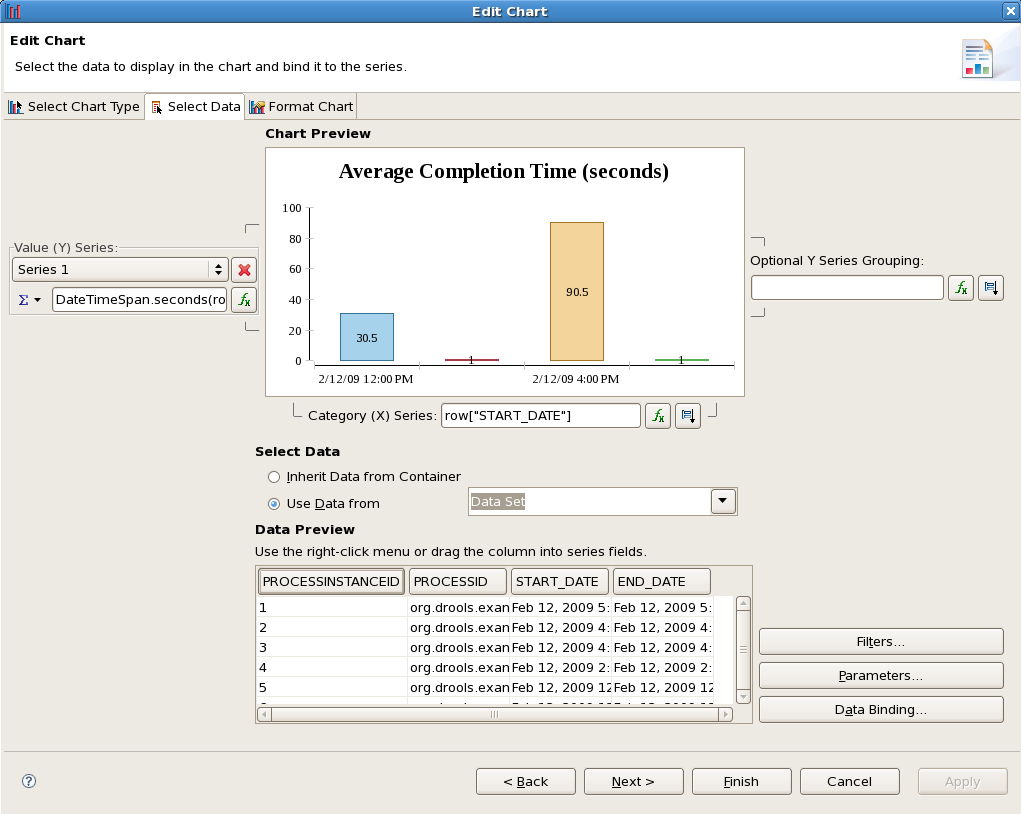 Edit Chart
Edit Chart
Select the data to display in the chart and bind it to the series.
Select Chart Type
Select Data
Format Chart
Chart Preview
Average Completion Time (seconds)
100
80
60
40
20
0
30.5
1
90.5
1
2/12/09 12:00 PM
2/12/09 4:00 PM
Value (Y) Series:
Series 1
Σ
DateTimeSpan.seconds(ro
fx
Optional Y Series Grouping:
fx
Category (X) Series:
row["START_DATE"]
fx
Select Data
Inherit Data from Container
Use Data from
Data Set
Data Preview
Use the right-click menu or drag the column into series fields.
PROCESSINSTANCEID PROCESSID START_DATE END_DATE
1 org.drools.exan Feb 12, 2009 5: Feb 12, 2009 5:
2 org.drools.exan Feb 12, 2009 4: Feb 12, 2009 4:
3 org.drools.exan Feb 12, 2009 4: Feb 12, 2009 4:
4 org.drools.exan Feb 12, 2009 2: Feb 12, 2009 2:
5 org.drools.exan Feb 12, 2009 12 Feb 12, 2009 12
Filters...
Parameters...
Data Binding...
?
< Back
Next >
Finish
Cancel
Apply